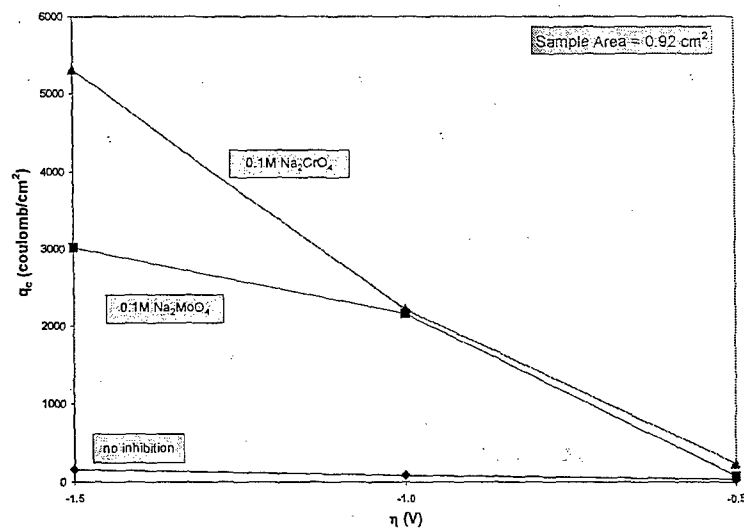 6000
Sample Area = 0.92 cm²
5000
0.1M Na₂CrO₄
4000
q꜀ (coulomb/cm²)
3000
0.1M Na₂MoO₄
2000
1000
no inhibition
0
-1.5
-1.0
-0.5
η (V)